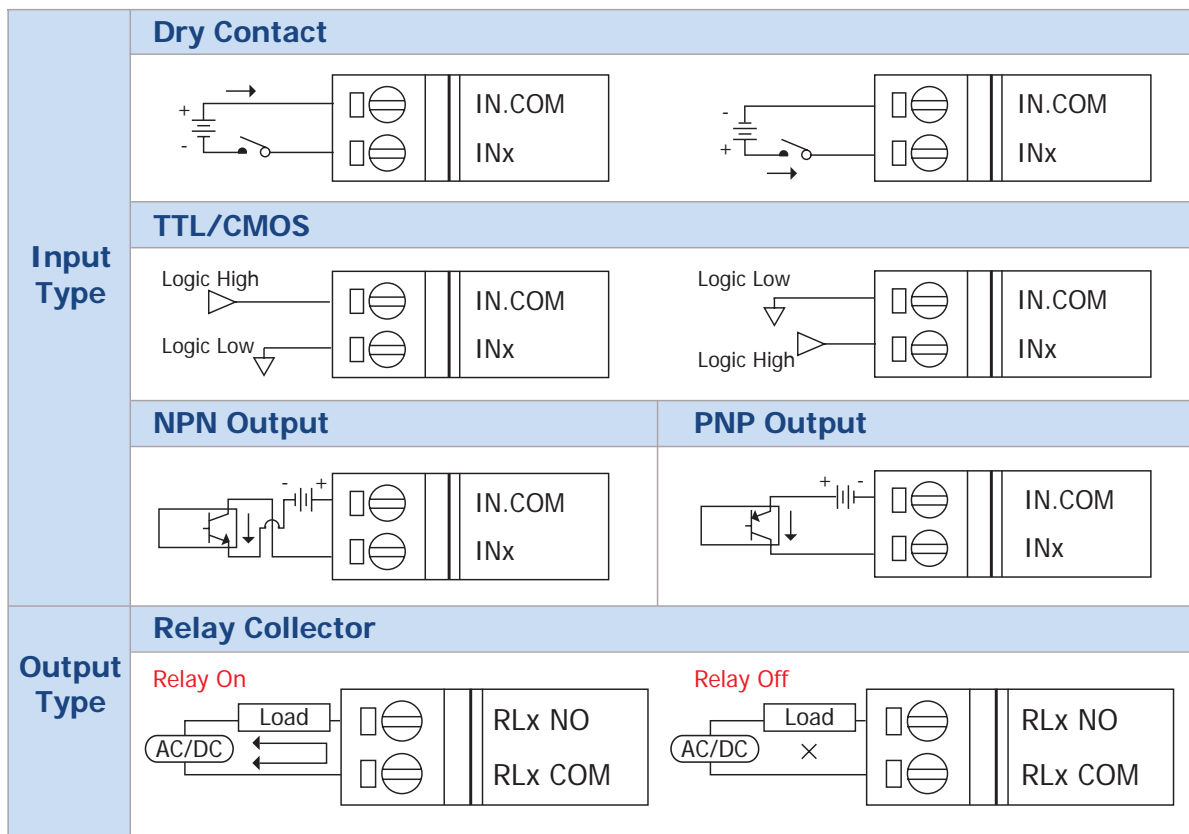 Input
Type
Dry Contact
+
-
IN.COM
INx
-
+
IN.COM
INx
TTL/CMOS
Logic High
Logic Low
IN.COM
INx
Logic Low
Logic High
IN.COM
INx
NPN Output
- +
IN.COM
INx
PNP Output
+ -
IN.COM
INx
Output
Type
Relay Collector
Relay On
Load
AC/DC
RLx NO
RLx COM
Relay Off
Load
AC/DC
RLx NO
RLx COM